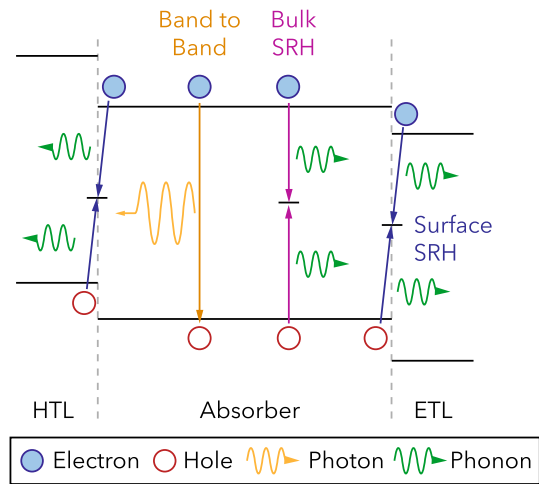 Band to
Band
Bulk
SRH
Surface
SRH
HTL
Absorber
ETL
Electron
Hole
Photon
Phonon